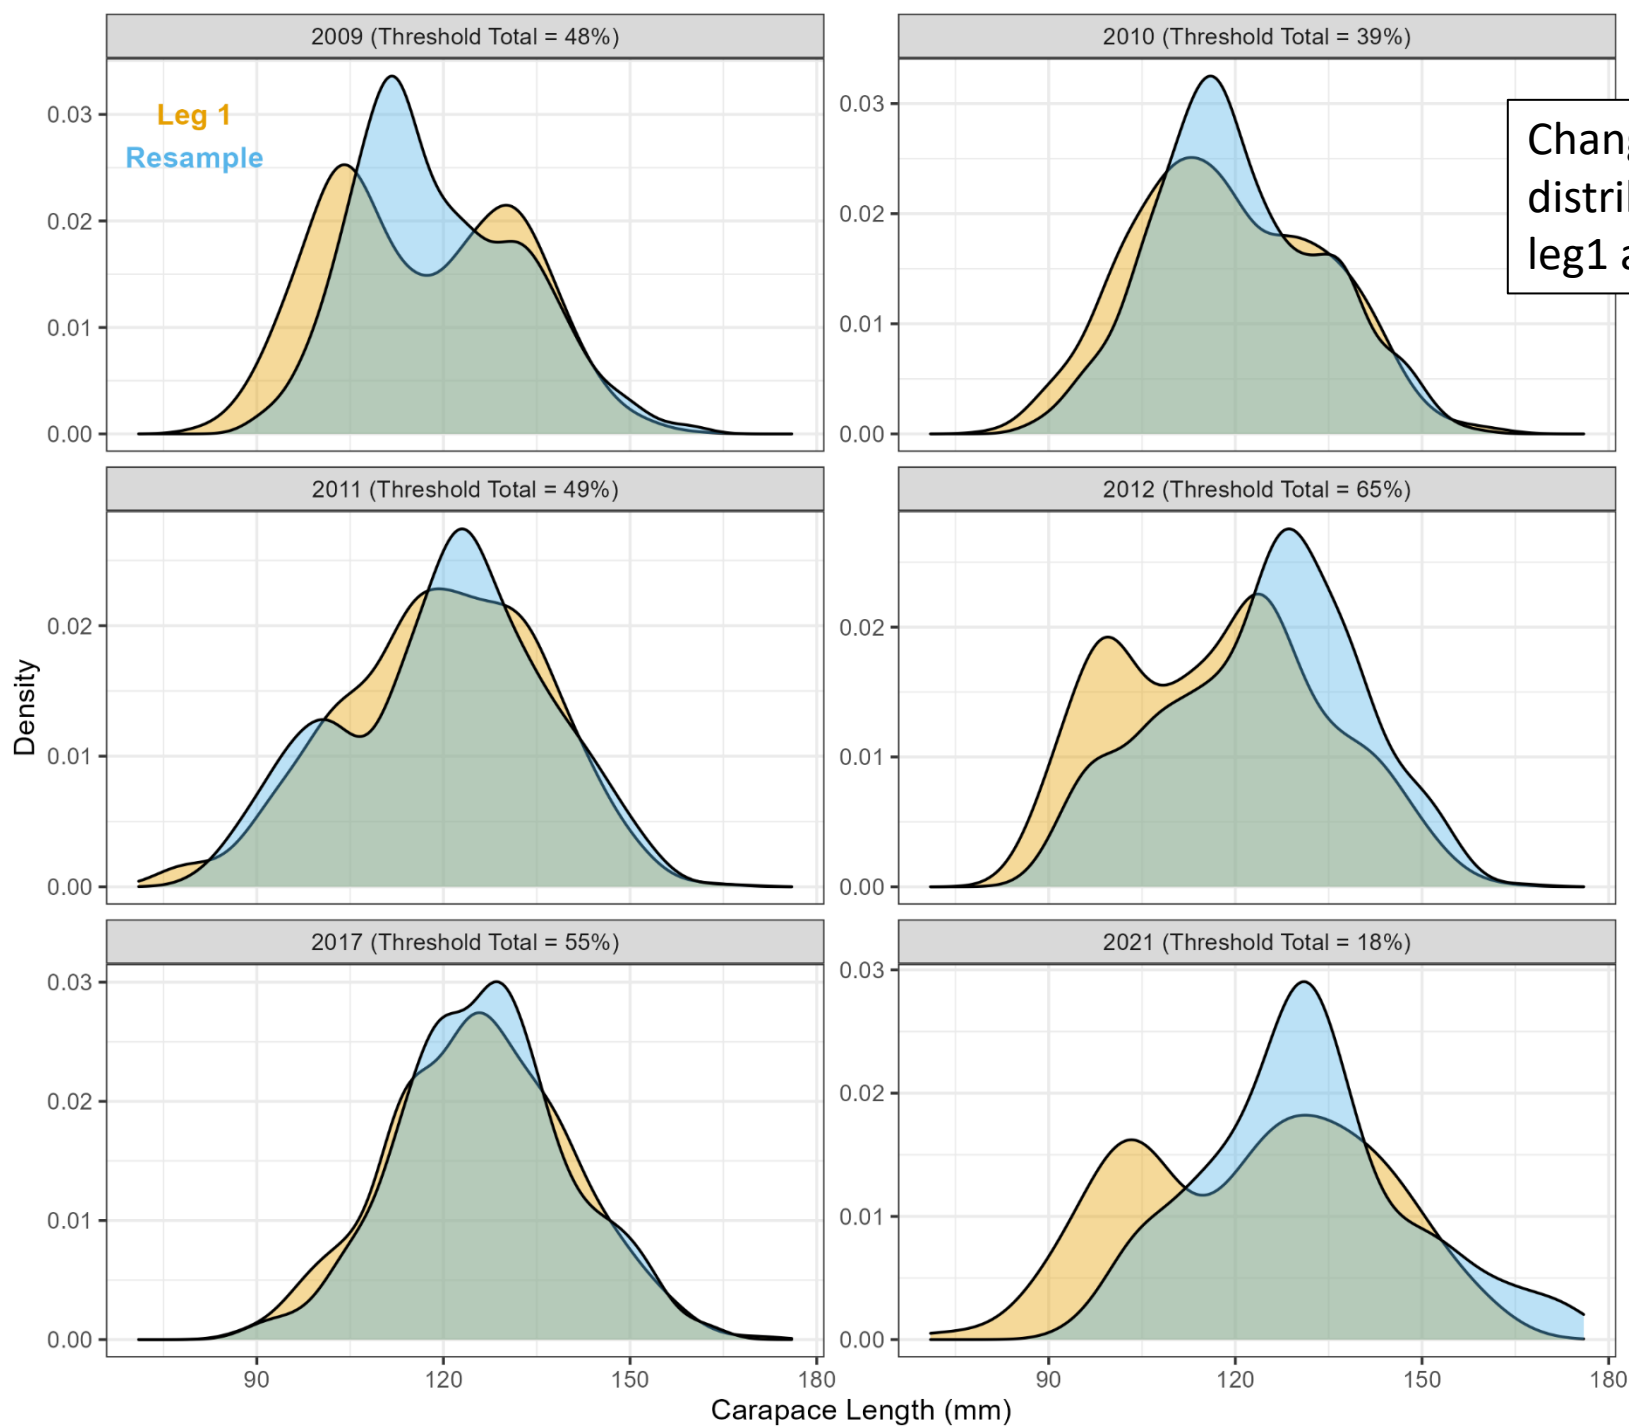 2009 (Threshold Total = 48%)
2010 (Threshold Total = 39%)
Leg 1
Resample
0.03
0.02
0.01
0.00
0.03
0.02
0.01
0.00
leg1
2011 (Threshold Total = 49%)
2012 (Threshold Total = 65%)
0.02
0.01
0.00
0.02
0.01
0.00
2017 (Threshold Total = 55%)
2021 (Threshold Total = 18%)
0.03
0.02
0.01
0.00
0.03
0.02
0.01
0.00
90 120 150 180
90 120 150 180
Density
Carapace Length (mm)